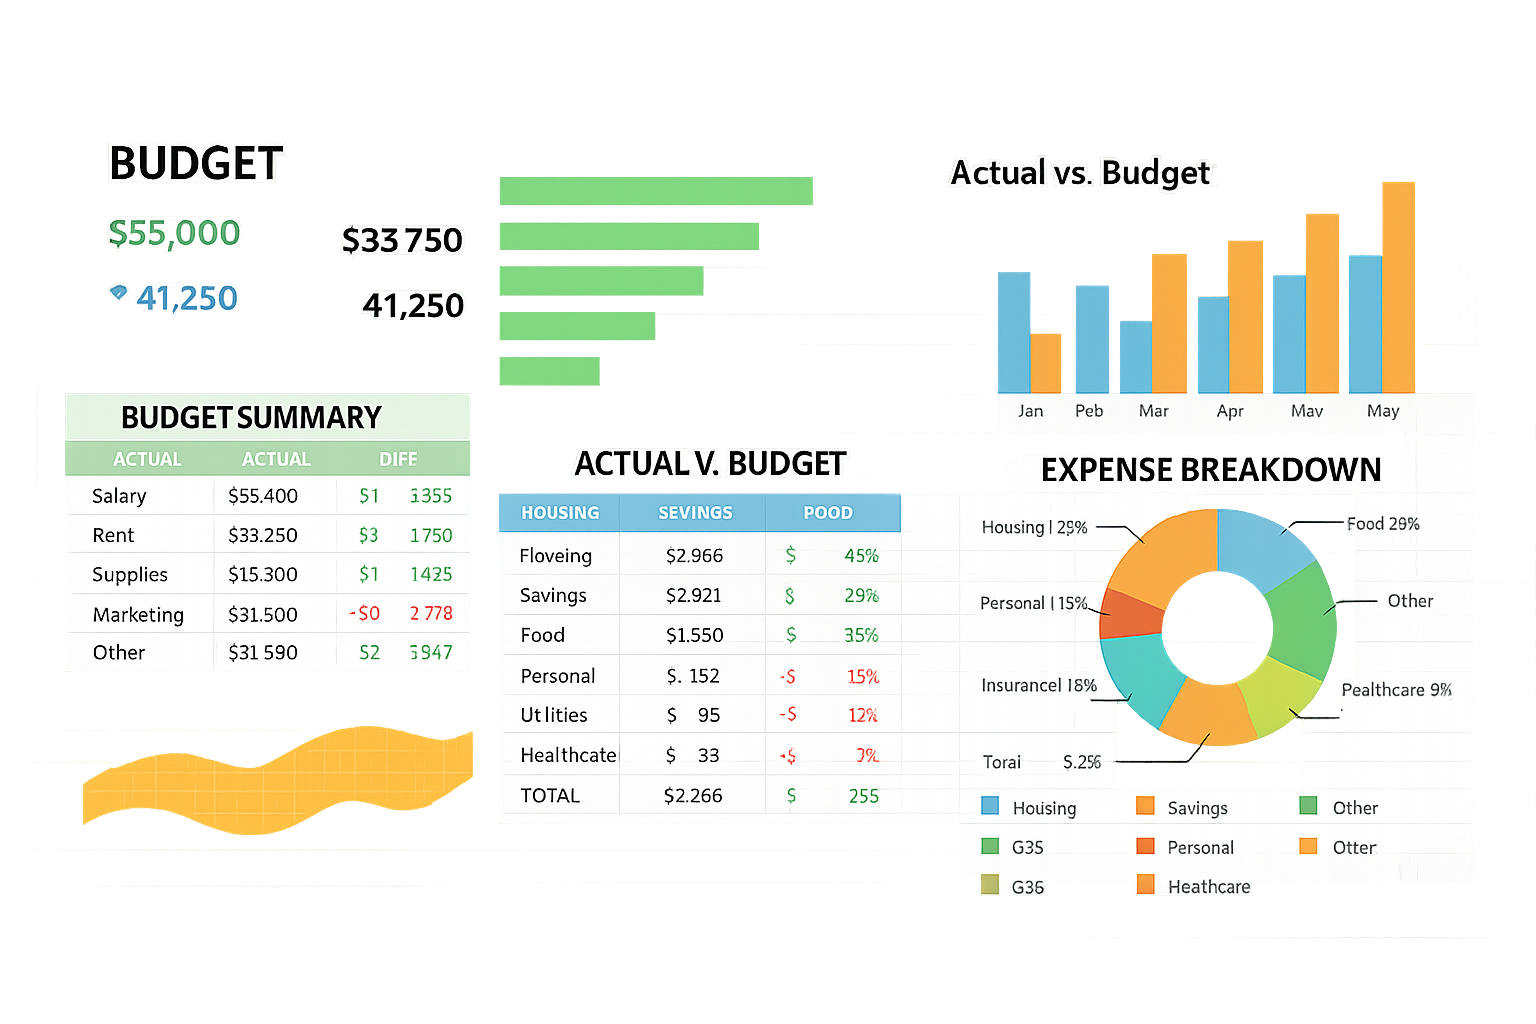 BUDGET
$55,000 $33 750
41,250 41,250
Actual vs. Budget
Jan Peb Mar Apr Mav May
BUDGET SUMMARY
ACTUAL ACTUAL DIFE
Salary $55.400 $1 1355
Rent $33.250 $3 1750
Supplies $15.300 $1 1425
Marketing $31.500 -$0 2 778
Other $31 590 $2 3947
ACTUAL V. BUDGET
HOUSING SEVINGS POOD
Floveing $2.966 $ 45%
Savings $2.921 $ 29%
Food $1.550 $ 35%
Personal $. 152 -$ 15%
Utlities $ 95 -$ 12%
Healthcate $ 33 -$
TOTAL $2.266 $ 255
EXPENSE BREAKDOWN
Housing | 25% Food 29%
Personal | 15% Other
Insurancel 18% Pealthcare 9%
Torai
Housing Savings Other
G35 Personal Otter
G36 Heathcare